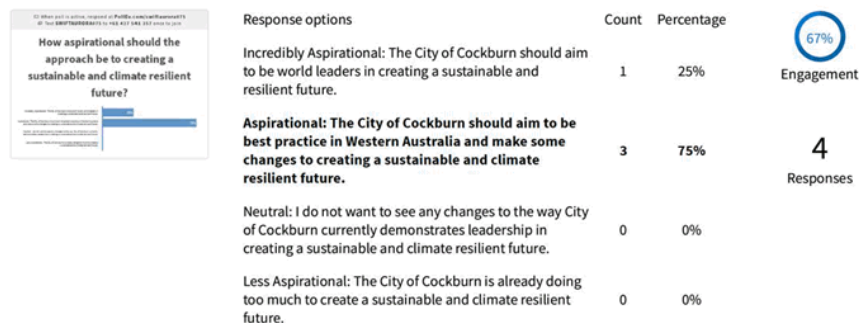 How aspirational should the
approach be to creating a
sustainable and climate resilient
future?
Response options Count Percentage
Incredibly Aspirational: The City of Cockburn should aim
to be world leaders in creating a sustainable and
resilient future.
1 25%
Aspirational: The City of Cockburn should aim to be
best practice in Western Australia and make some
changes to creating a sustainable and climate
resilient future.
3 75%
Neutral: I do not want to see any changes to the way City
of Cockburn currently demonstrates leadership in
creating a sustainable and climate resilient future.
0 0%
Less Aspirational: The City of Cockburn is already doing
too much to create a sustainable and climate resilient
future.
0 0%
67%
Engagement
4
Responses